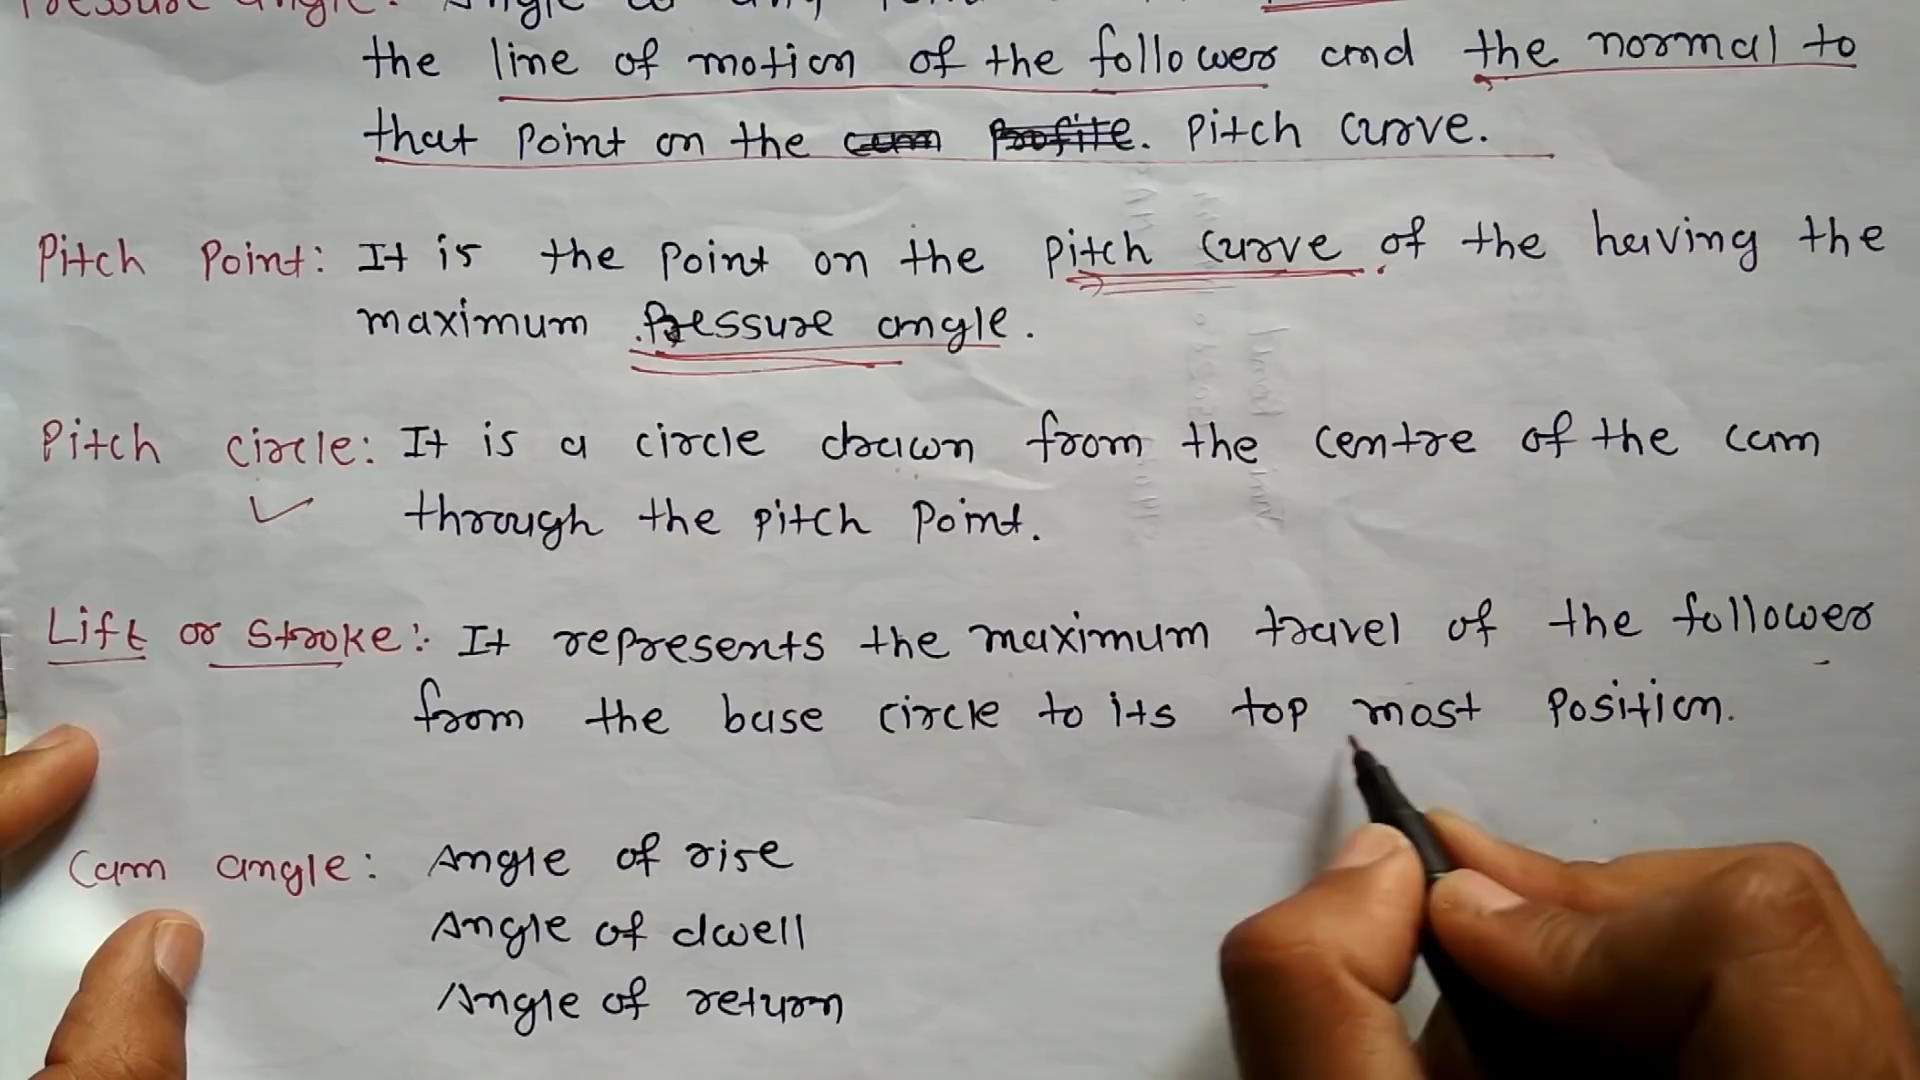 Pressure angle: Angle
the line of motion of the follower and the normal to
that point on the cam profile. pitch curve.
Pitch Point: It is the point on the pitch curve of the having the
maximum pressure angle.
Pitch circle: It is a circle drawn from the centre of the cam
through the pitch point.
Lift or Stroke: It represents the maximum travel of the follower
from the base circle to its top most position.
Cam angle: Angle of rise
Angle of dwell
Angle of return